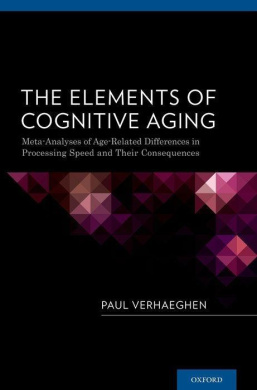 THE ELEMENTS OF
COGNITIVE AGING
Meta-Analyses of Age-Related Differences in
Processing Speed and Their Consequences
PAUL VERHAEGHEN
OXFORD